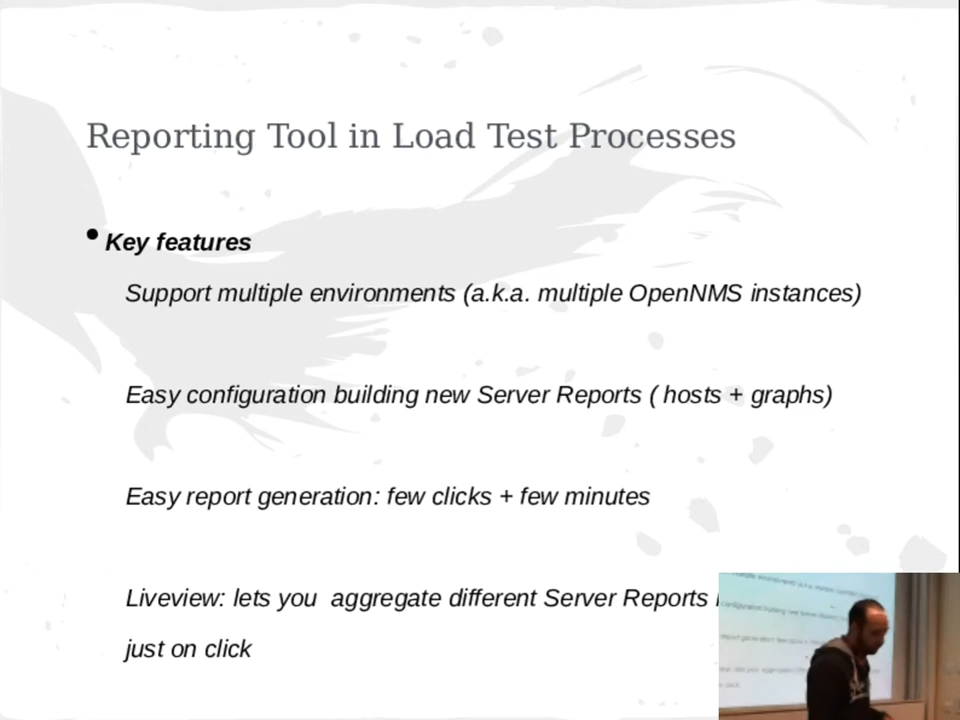 Reporting Tool in Load Test Processes
• Key features
Support multiple environments (a.k.a. multiple OpenNMS instances)
Easy configuration building new Server Reports ( hosts + graphs)
Easy report generation: few clicks + few minutes
Liveview: lets you aggregate different Server Reports
just on click